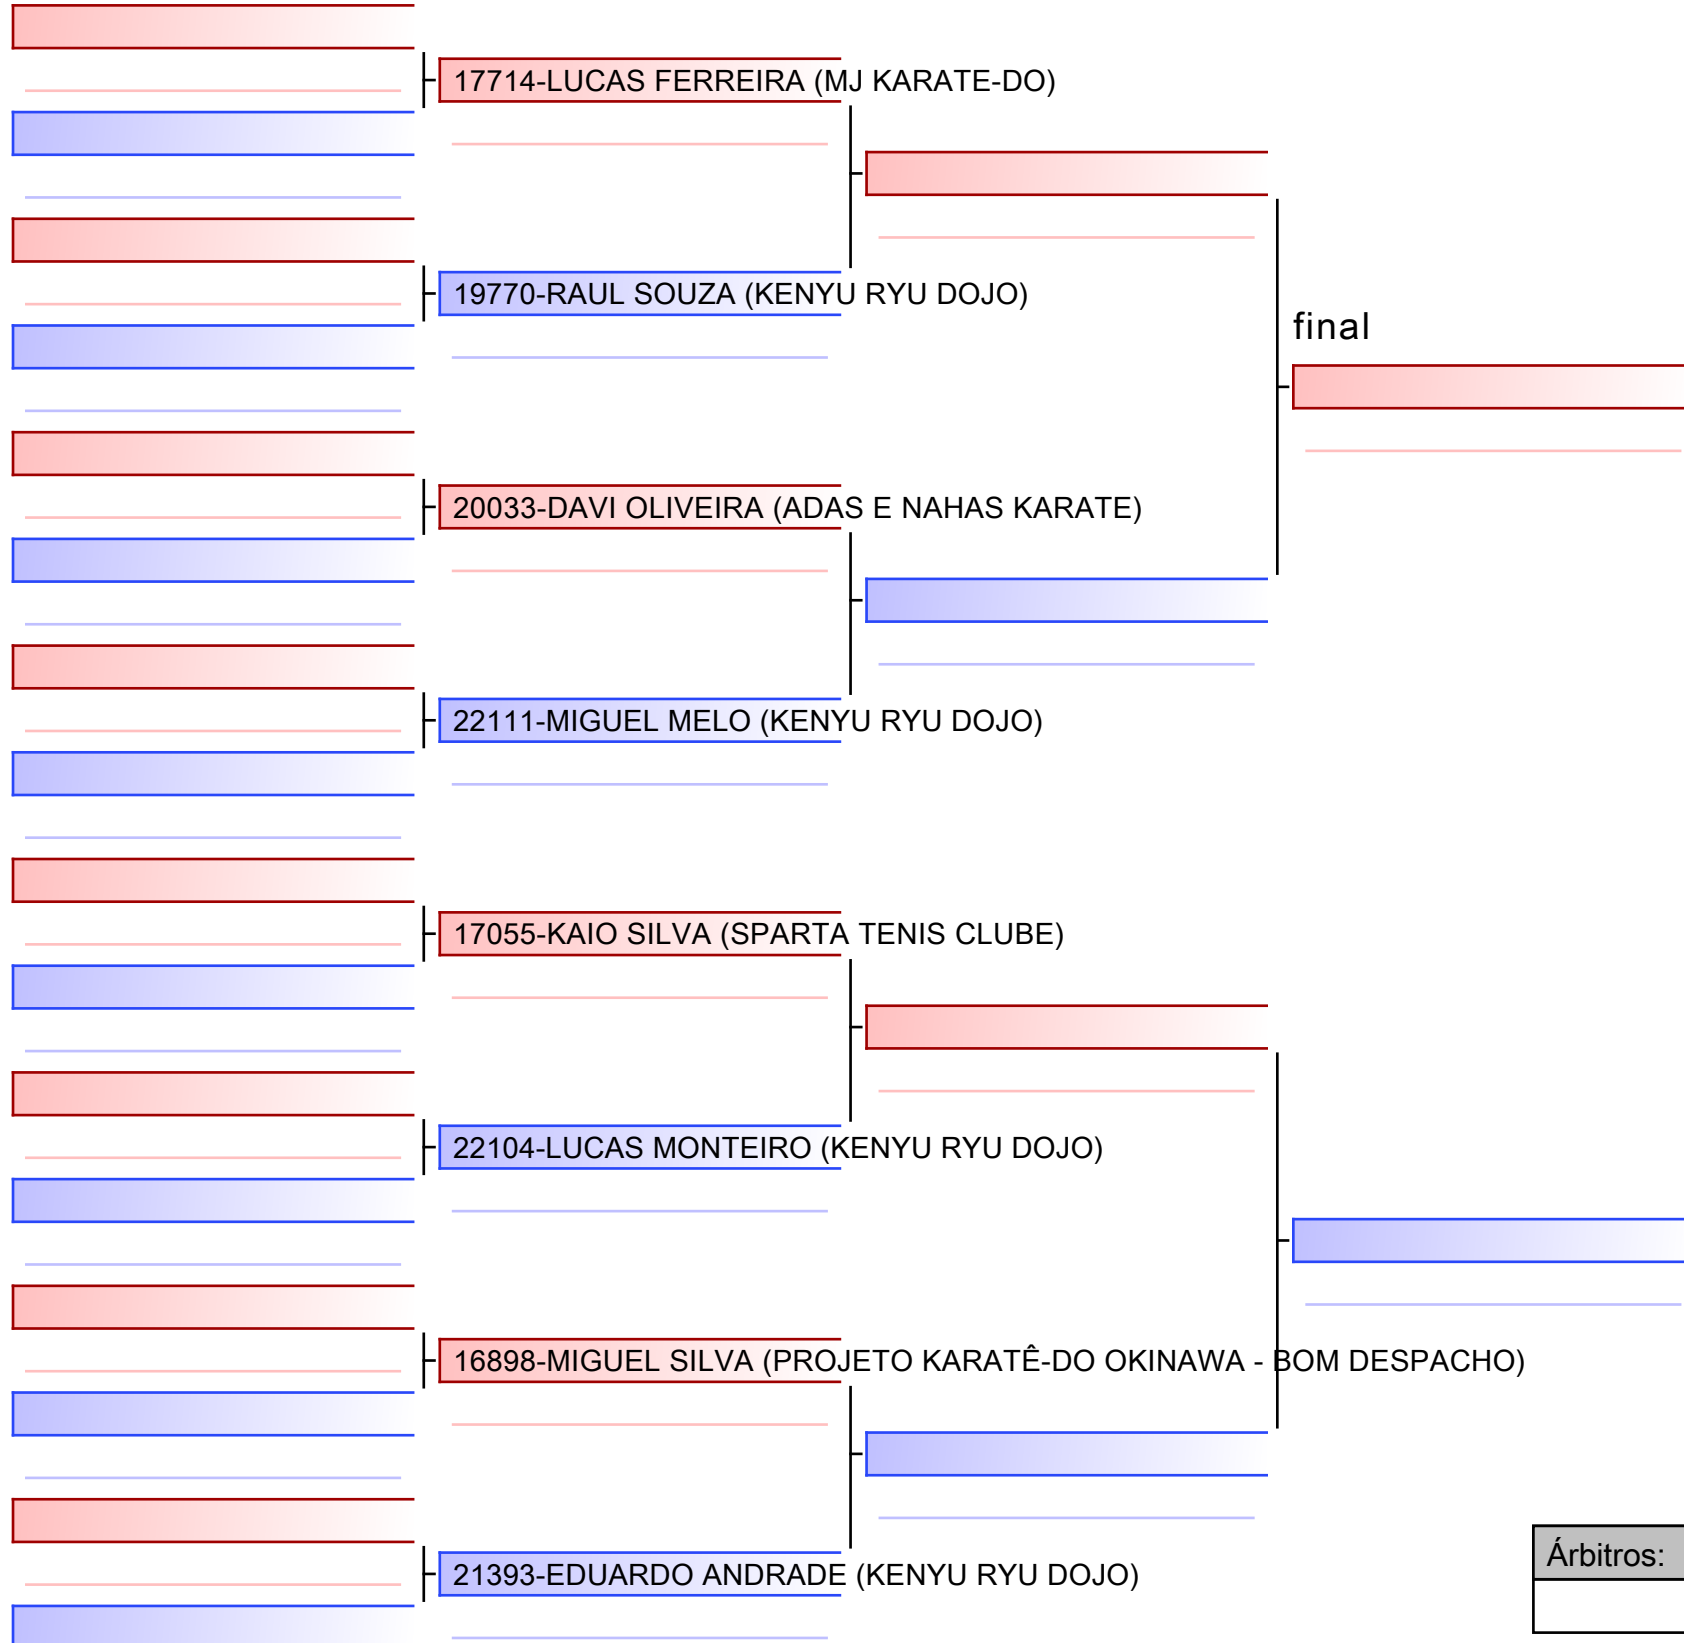 17714-LUCAS FERREIRA (MJ KARATE-DO)
19770-RAUL SOUZA (KENYU RYU DOJO)
final
20033-DAVI OLIVEIRA (ADAS E NAHAS KARATE)
22111-MIGUEL MELO (KENYU RYU DOJO)
17055-KAIO SILVA (SPARTA TENIS CLUBE)
22104-LUCAS MONTEIRO (KENYU RYU DOJO)
16898-MIGUEL SILVA (PROJETO KARATÊ-DO OKINAWA - BOM DESPACHO)
Árbitros:
21393-EDUARDO ANDRADE (KENYU RYU DOJO)